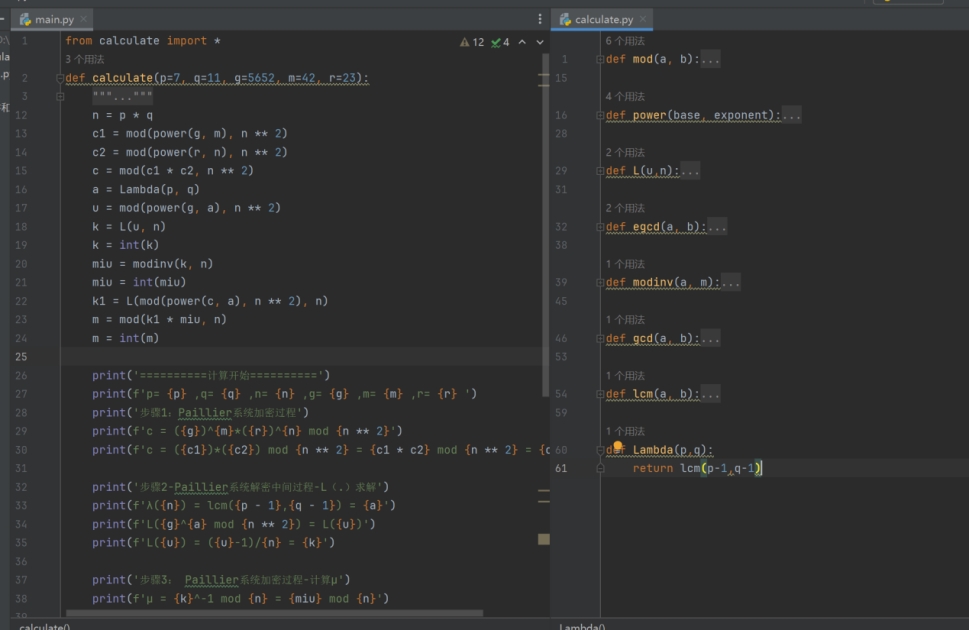 main.py
calculate.py
1 from calculate import *
12 4
3 个用法
2 def calculate(p=7, q=11, g=5652, m=42, r=23):
3 """..."""
12 n = p * q
13 c1 = mod(power(g, m), n ** 2)
14 c2 = mod(power(r, n), n ** 2)
15 c = mod(c1 * c2, n ** 2)
16 a = Lambda(p, q)
17 u = mod(power(g, a), n ** 2)
18 k = L(u, n)
19 k = int(k)
20 miu = modinv(k, n)
21 miu = int(miu)
22 k1 = L(mod(power(c, a), n ** 2), n)
23 m = mod(k1 * miu, n)
24 m = int(m)
25
26 print('==========计算开始==========')
27 print(f'p= {p} ,q= {q} ,n= {n} ,g= {g} ,m= {m} ,r= {r} ')
28 print('步骤1：Paillier系统加密过程')
29 print(f'c = ({g})^{m}*({r})^{n} mod {n ** 2}')
30 print(f'c = ({c1})*({c2}) mod {n ** 2} = {c1 * c2} mod {n ** 2} = {c
31
32 print('步骤2-Paillier系统解密中间过程-L（.）求解')
33 print(f'λ({n}) = lcm({p - 1},{q - 1}) = {a}')
34 print(f'L({g}^{a} mod {n ** 2}) = L({u})')
35 print(f'L({u}) = ({u}-1)/{n} = {k}')
36
37 print('步骤3： Paillier系统加密过程-计算μ')
38 print(f'μ = {k}^-1 mod {n} = {miu} mod {n}')
39
calculate()
6 个用法
1 def mod(a, b):...
15
4 个用法
16 def power(base, exponent):...
28
2 个用法
29 def L(u,n):...
31
2 个用法
32 def egcd(a, b):...
38
1 个用法
39 def modinv(a, m):...
45
1 个用法
46 def gcd(a, b):...
53
1 个用法
54 def lcm(a, b):...
59
1 个用法
60 def Lambda(p,q):
61 return lcm(p-1,q-1)
Lambda()